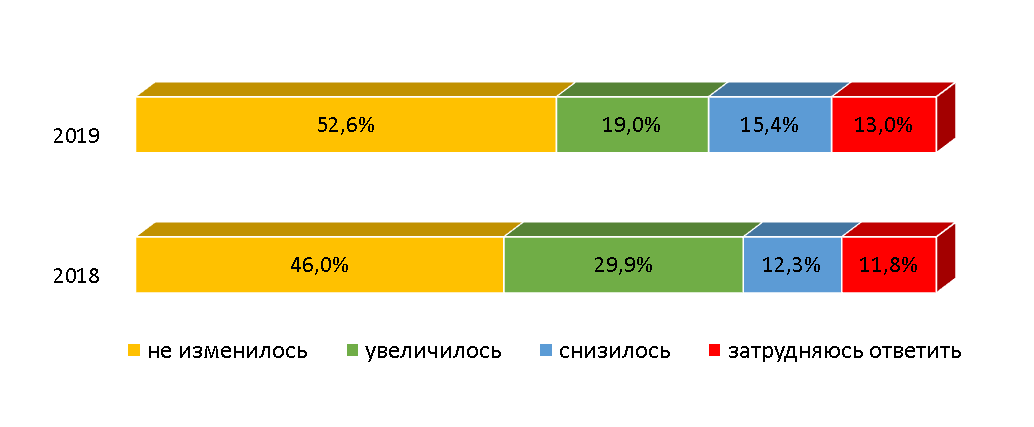 2019 52,6% 19,0% 15,4% 13,0%
2018 46,0% 29,9% 12,3% 11,8%
не изменилось увеличилось снизилось затрудняюсь ответить